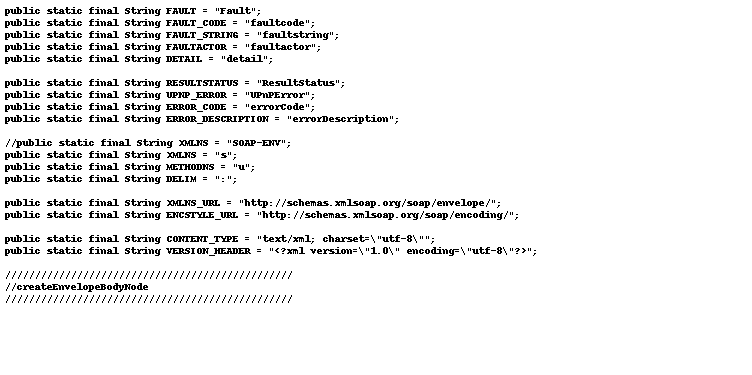 public static final String FAULT = "Fault";
public static final String FAULT_CODE = "faultcode";
public static final String FAULT_STRING = "faultstring";
public static final String FAULTACTOR = "faultactor";
public static final String DETAIL = "detail";
public static final String RESULTSTATUS = "ResultStatus";
public static final String UPNP_ERROR = "UPnPError";
public static final String ERROR_CODE = "errorCode";
public static final String ERROR_DESCRIPTION = "errorDescription";
//public static final String XMLNS = "SOAP-ENV";
public static final String XMLNS = "s";
public static final String METHODNS = "u";
public static final String DELIM = ":";
public static final String XMLNS_URL = "http://schemas.xmlsoap.org/soap/envelope/";
public static final String ENCSTYLE_URL = "http://schemas.xmlsoap.org/soap/encoding/";
public static final String CONTENT_TYPE = "text/xml; charset=\"utf-8\"";
public static final String VERSION_HEADER = "<?xml version=\"1.0\" encoding=\"utf-8\"?>";
////////////////////////////////////////////////
//createEnvelopeBodyNode
////////////////////////////////////////////////